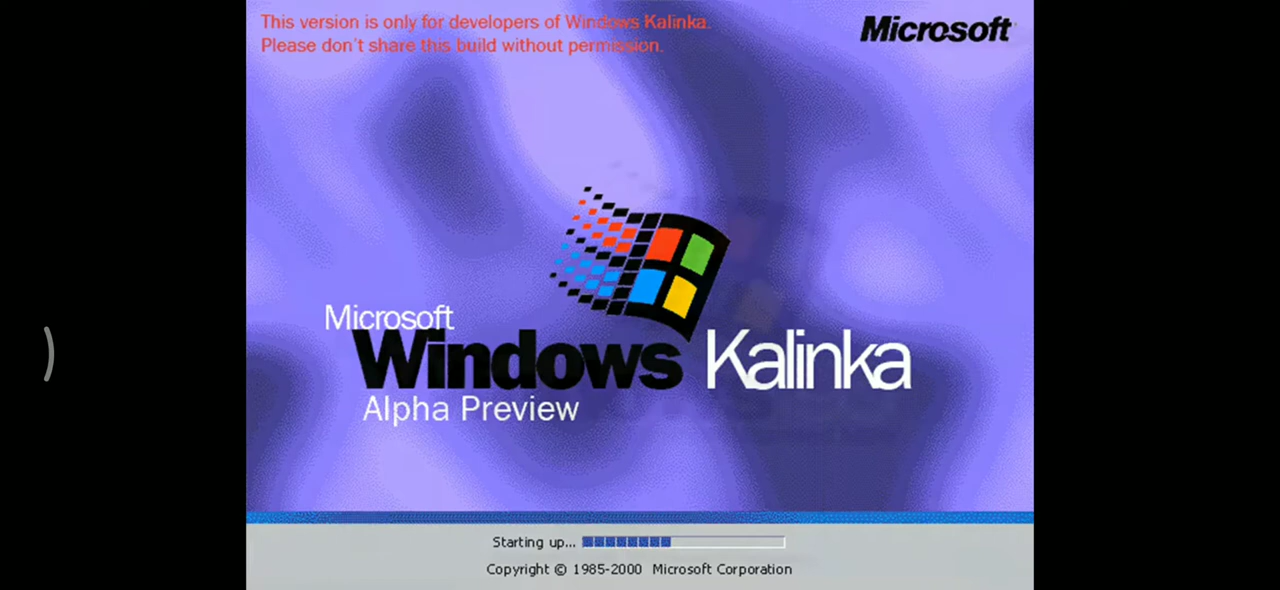 This version is only for developers of Windows Kalinka.
Please don't share this build without permission.
Microsoft
Microsoft
Windows Kalinka
Alpha Preview
Starting up...
Copyright © 1985-2000 Microsoft Corporation